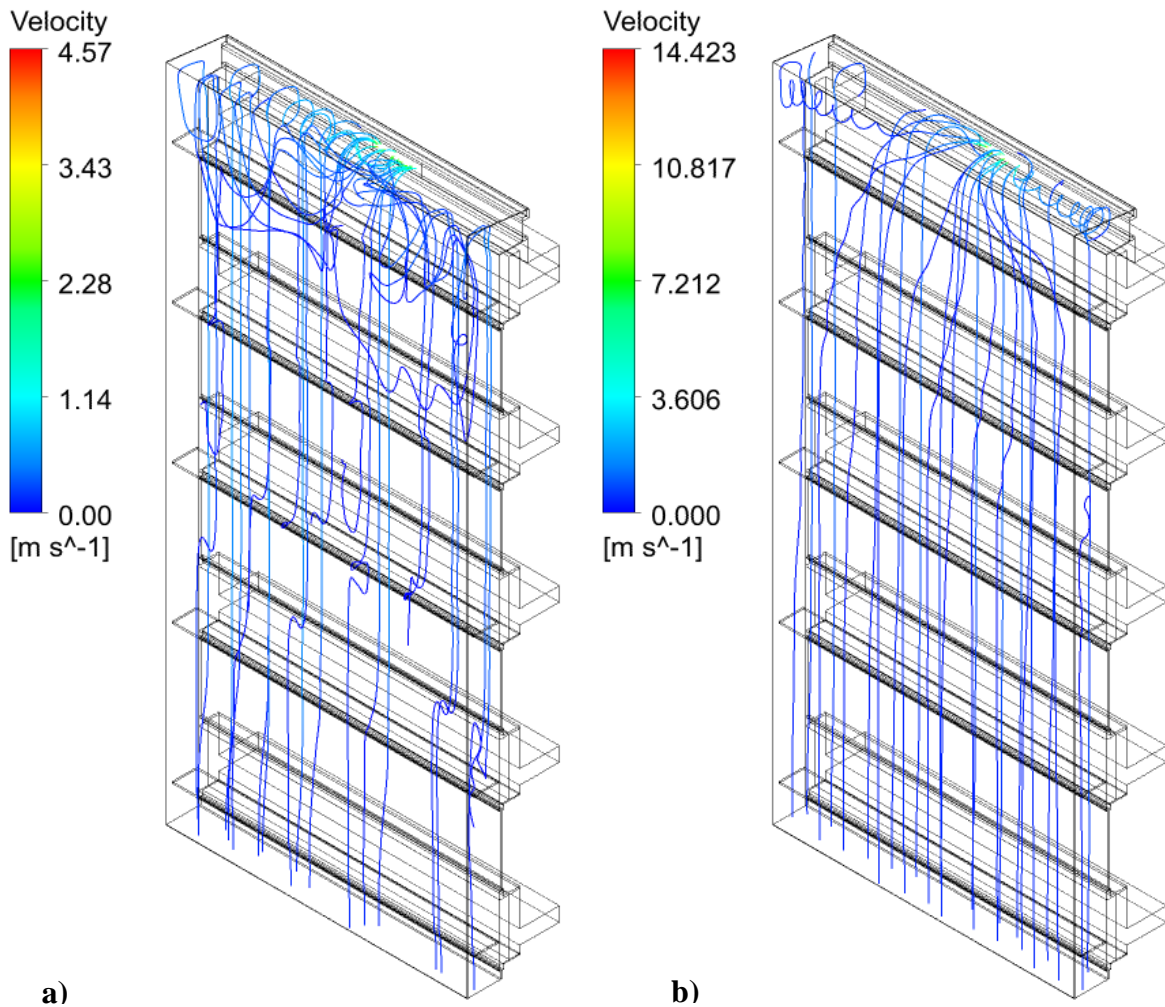 Velocity
4.57
3.43
2.28
1.14
0.00
[m s^-1]
a)
Velocity
14.423
10.817
7.212
3.606
0.000
[m s^-1]
b)